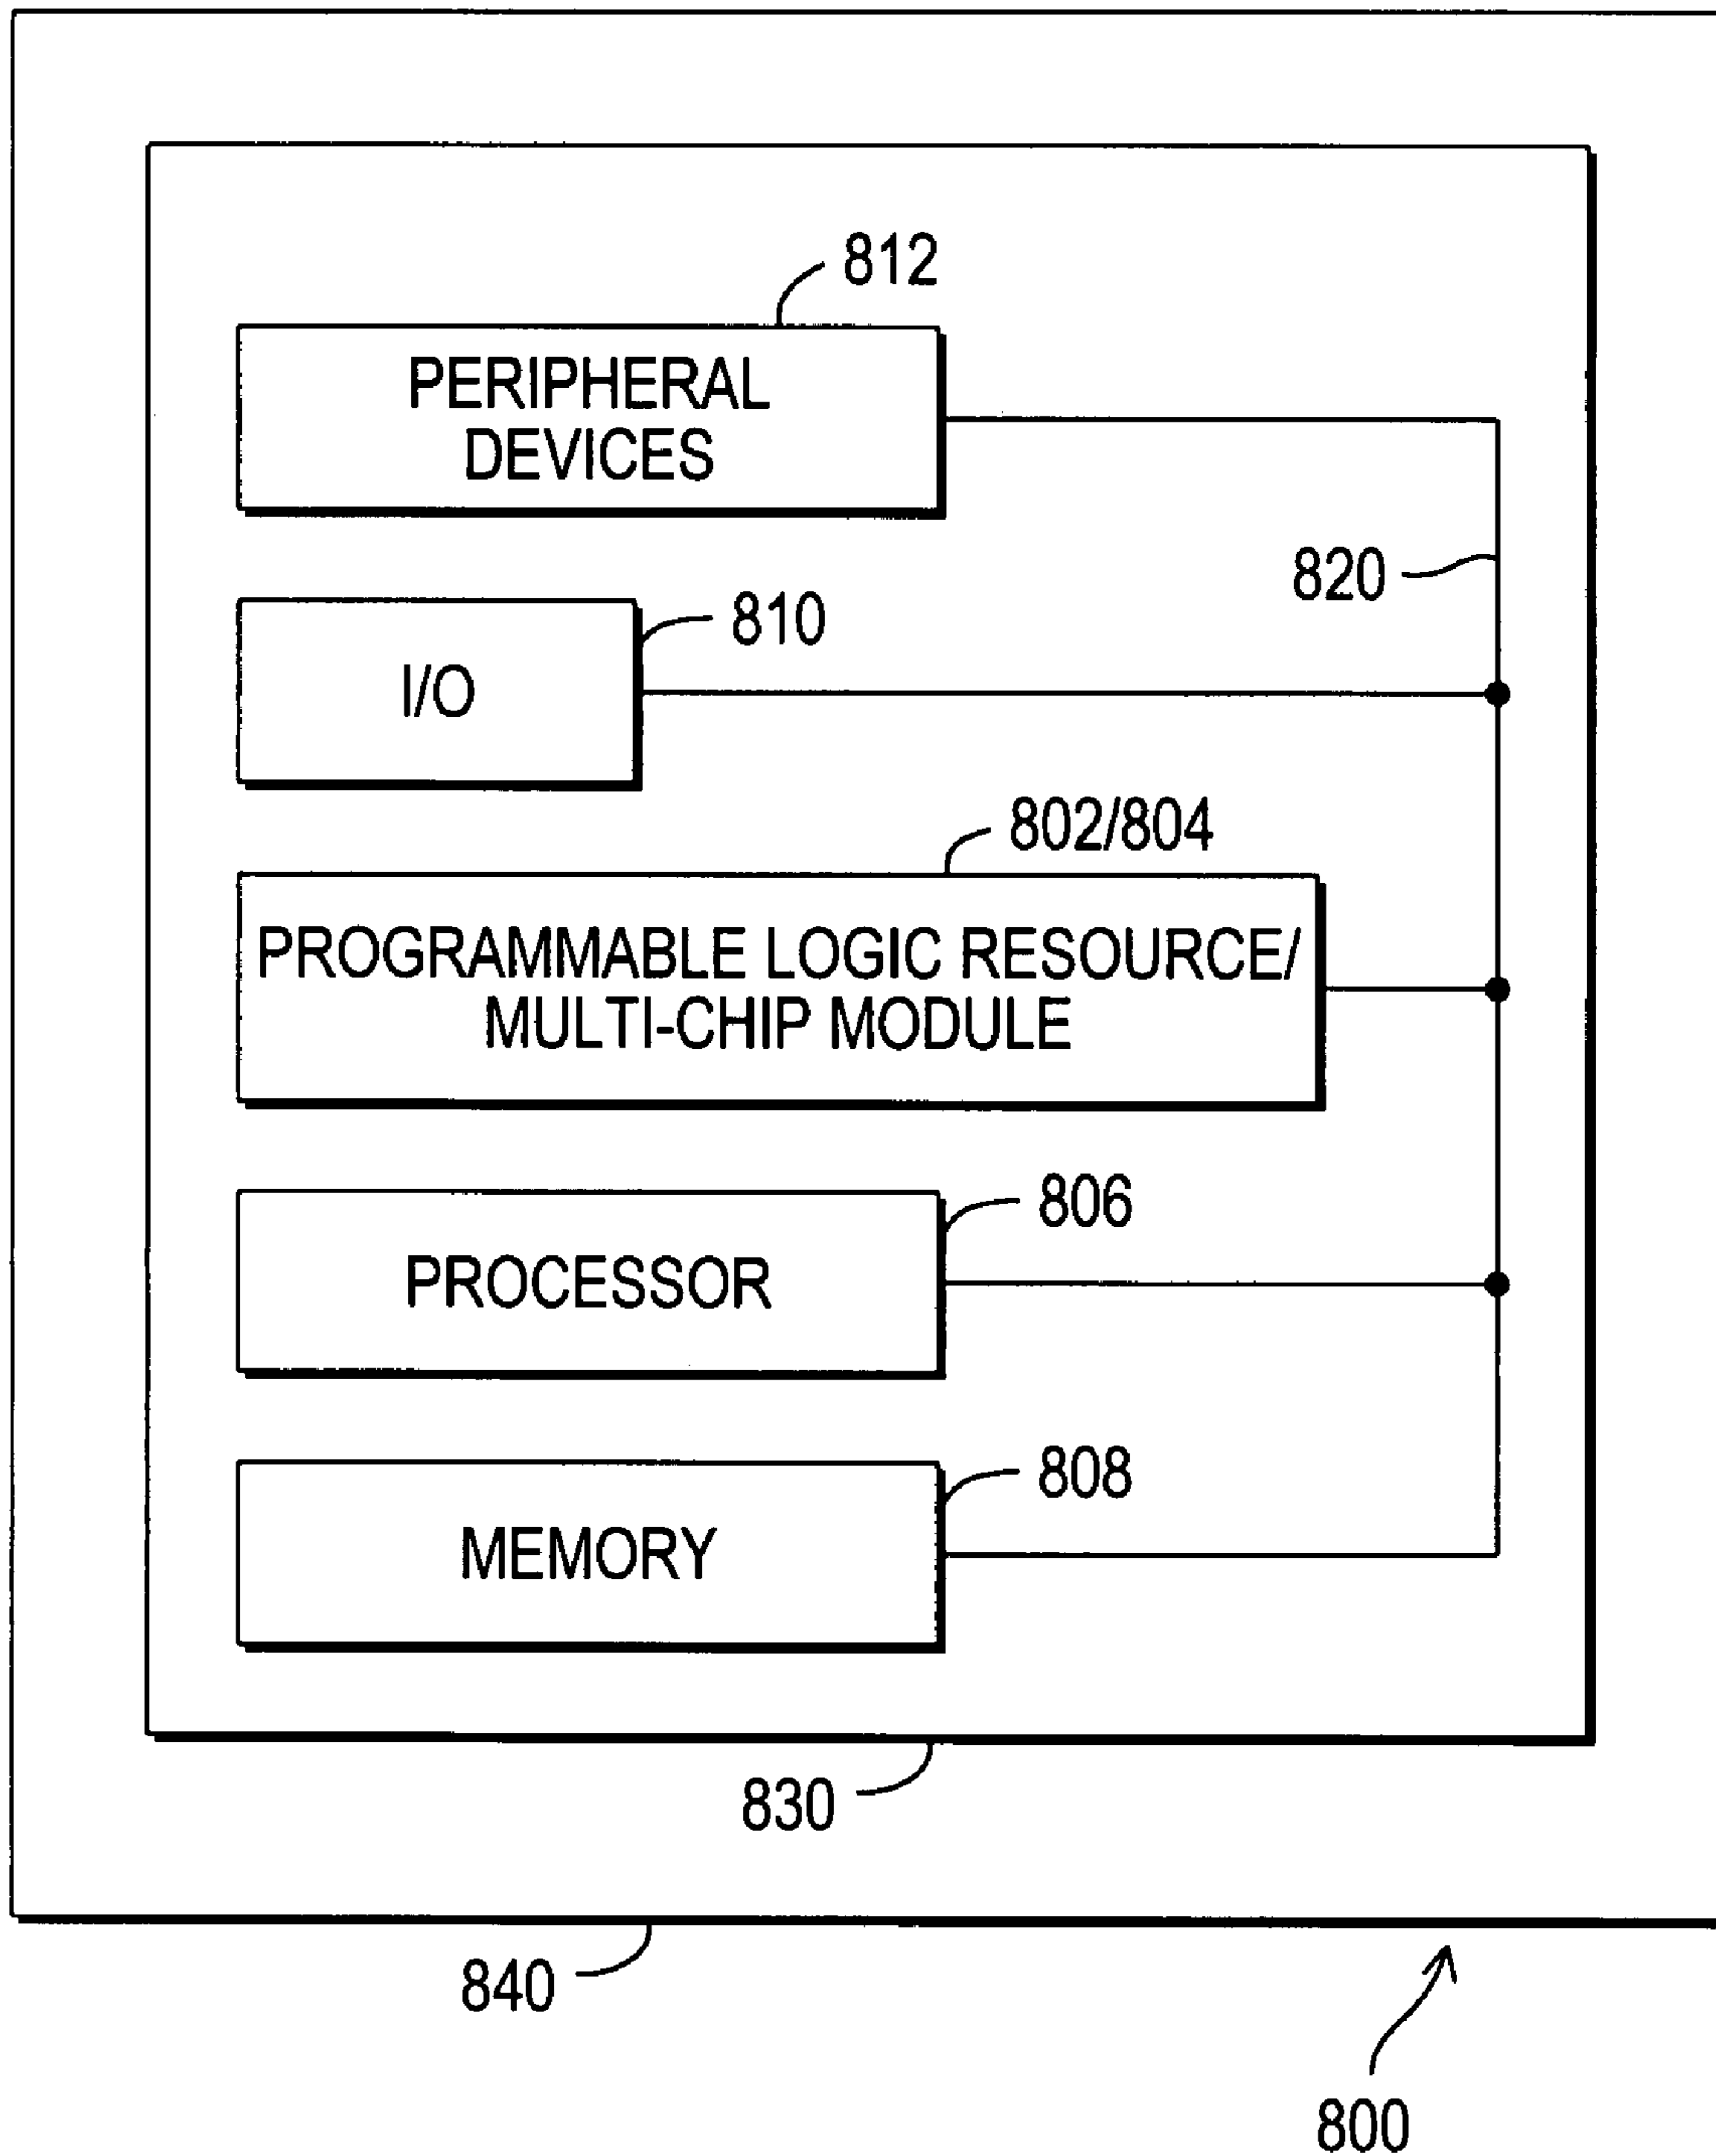 812
PERIPHERAL
DEVICES
820
810
I/O
802/804
PROGRAMMABLE LOGIC RESOURCE/
MULTI-CHIP MODULE
806
PROCESSOR
808
MEMORY
830
840
800